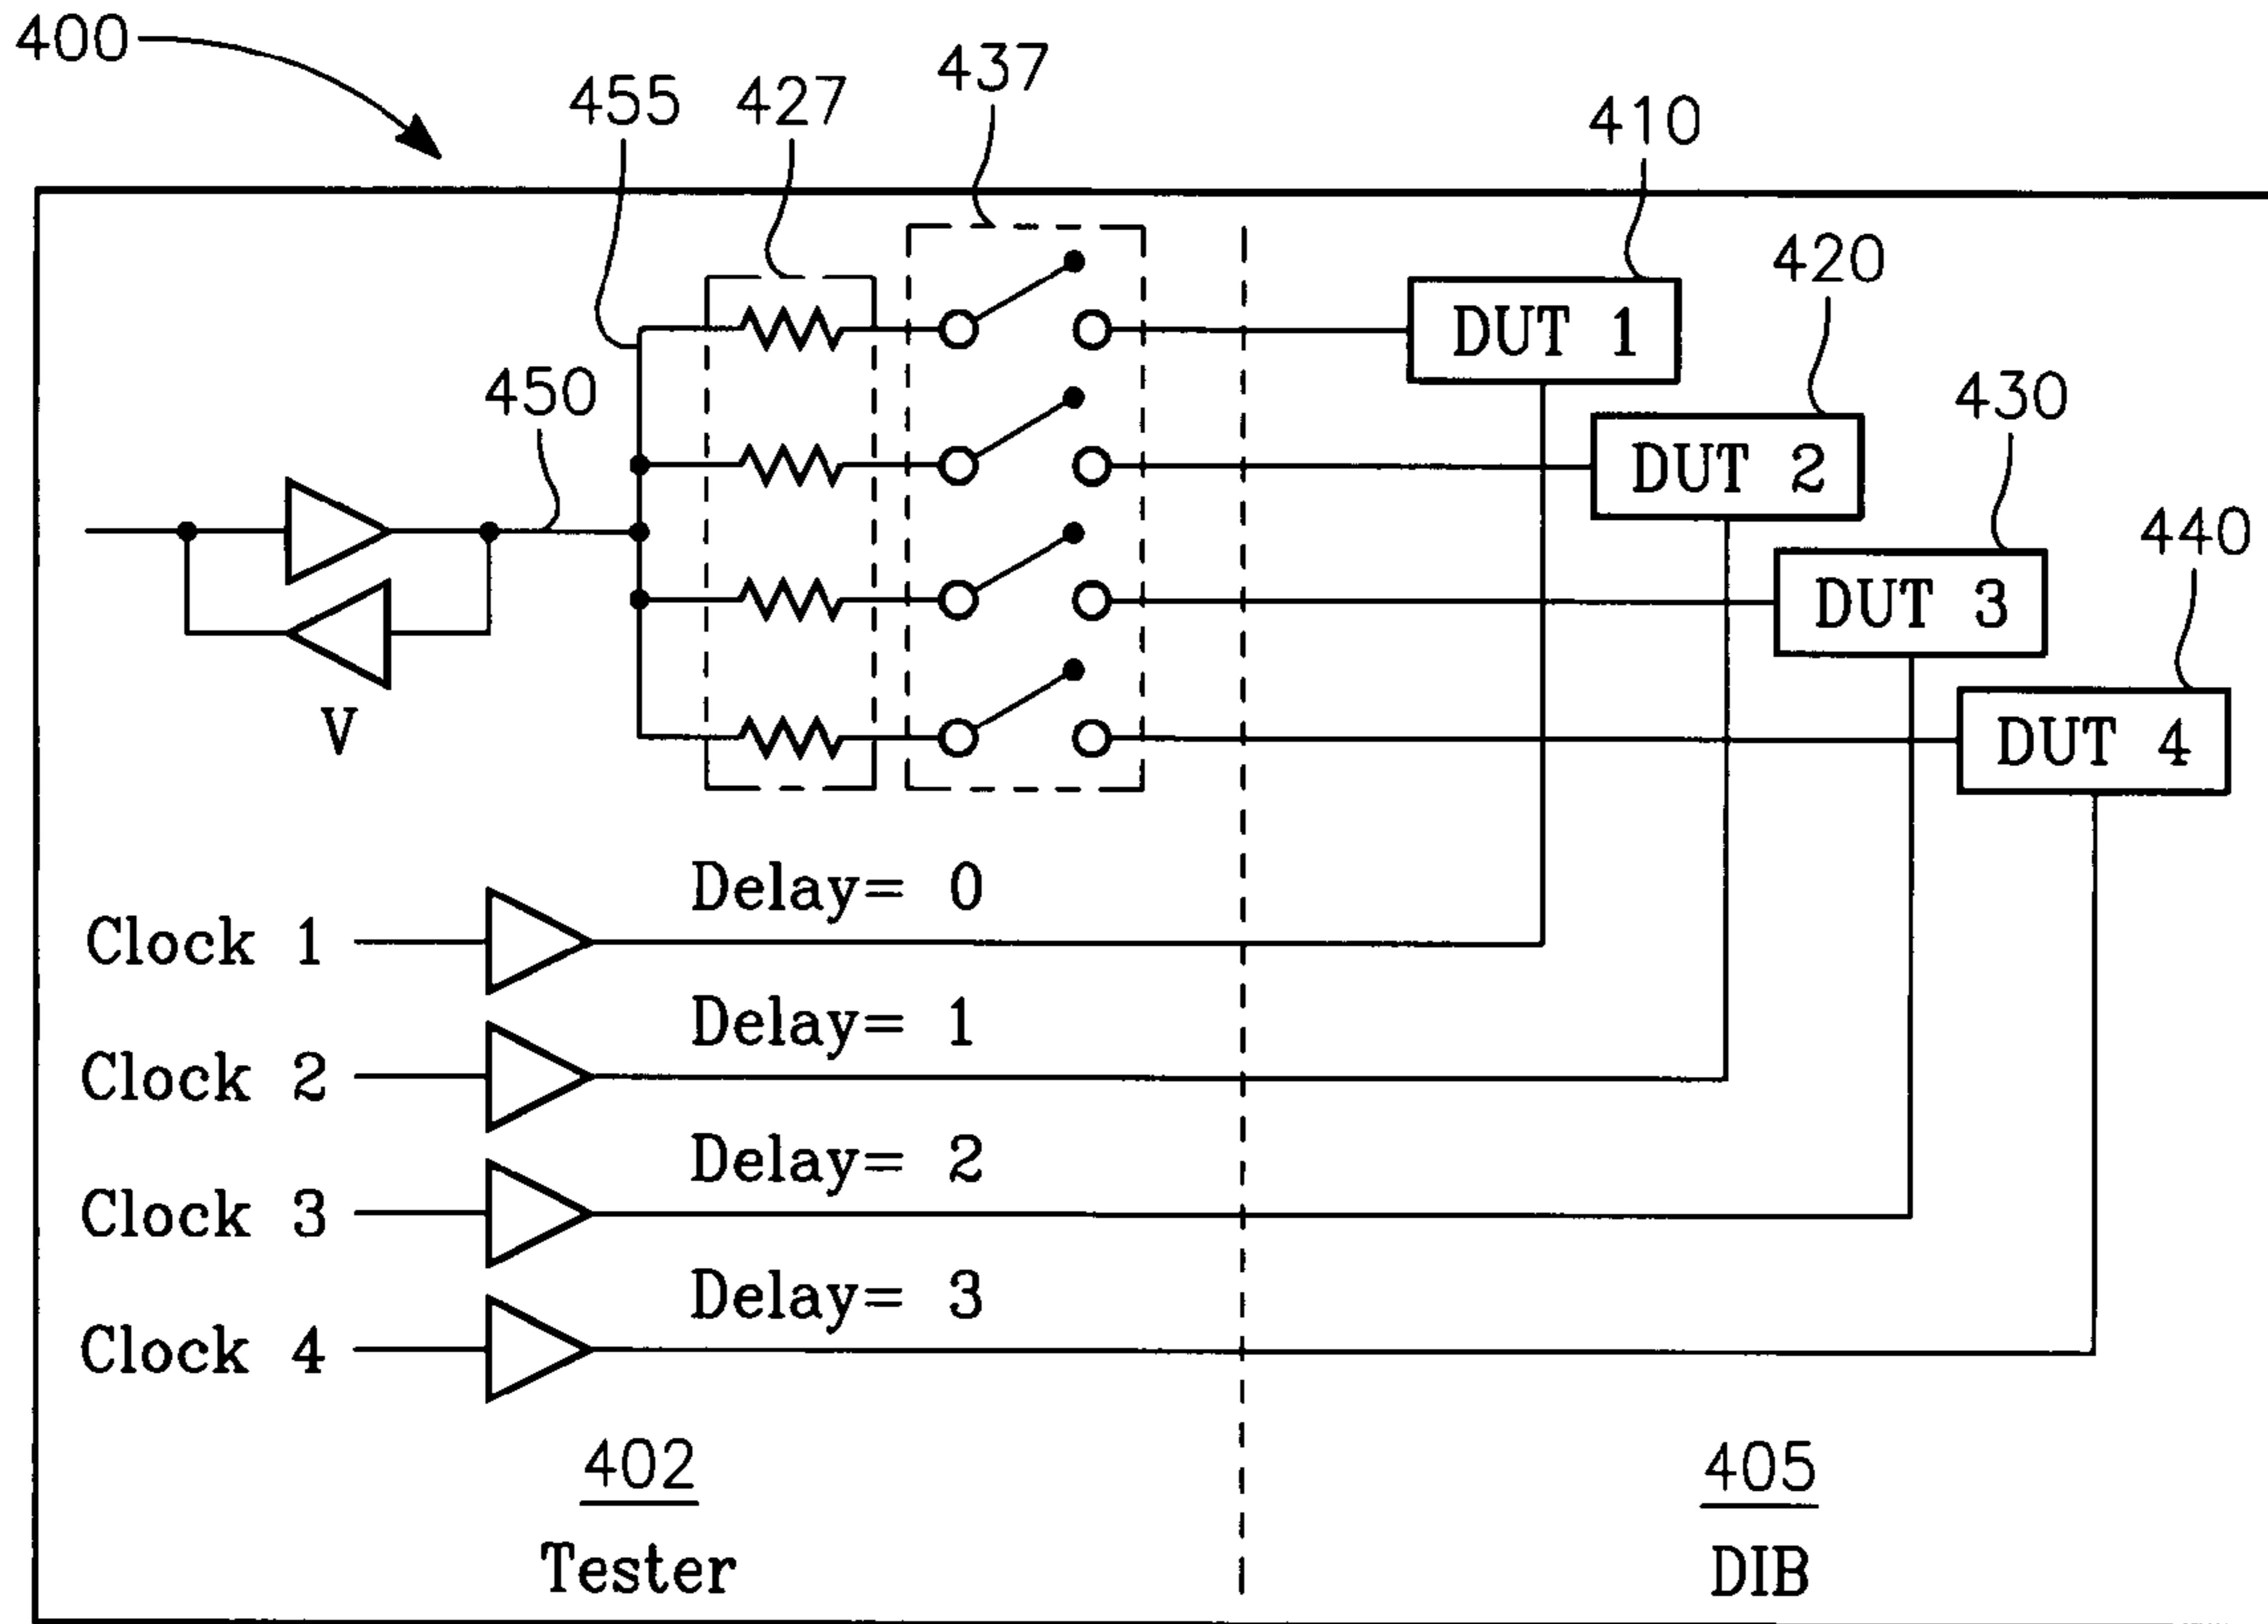 400
455
427
437
410
420
430
440
450
DUT 1
DUT 2
DUT 3
DUT 4
V
Delay= 0
Clock 1
Delay= 1
Clock 2
Delay= 2
Clock 3
Delay= 3
Clock 4
402
Tester
405
DIB